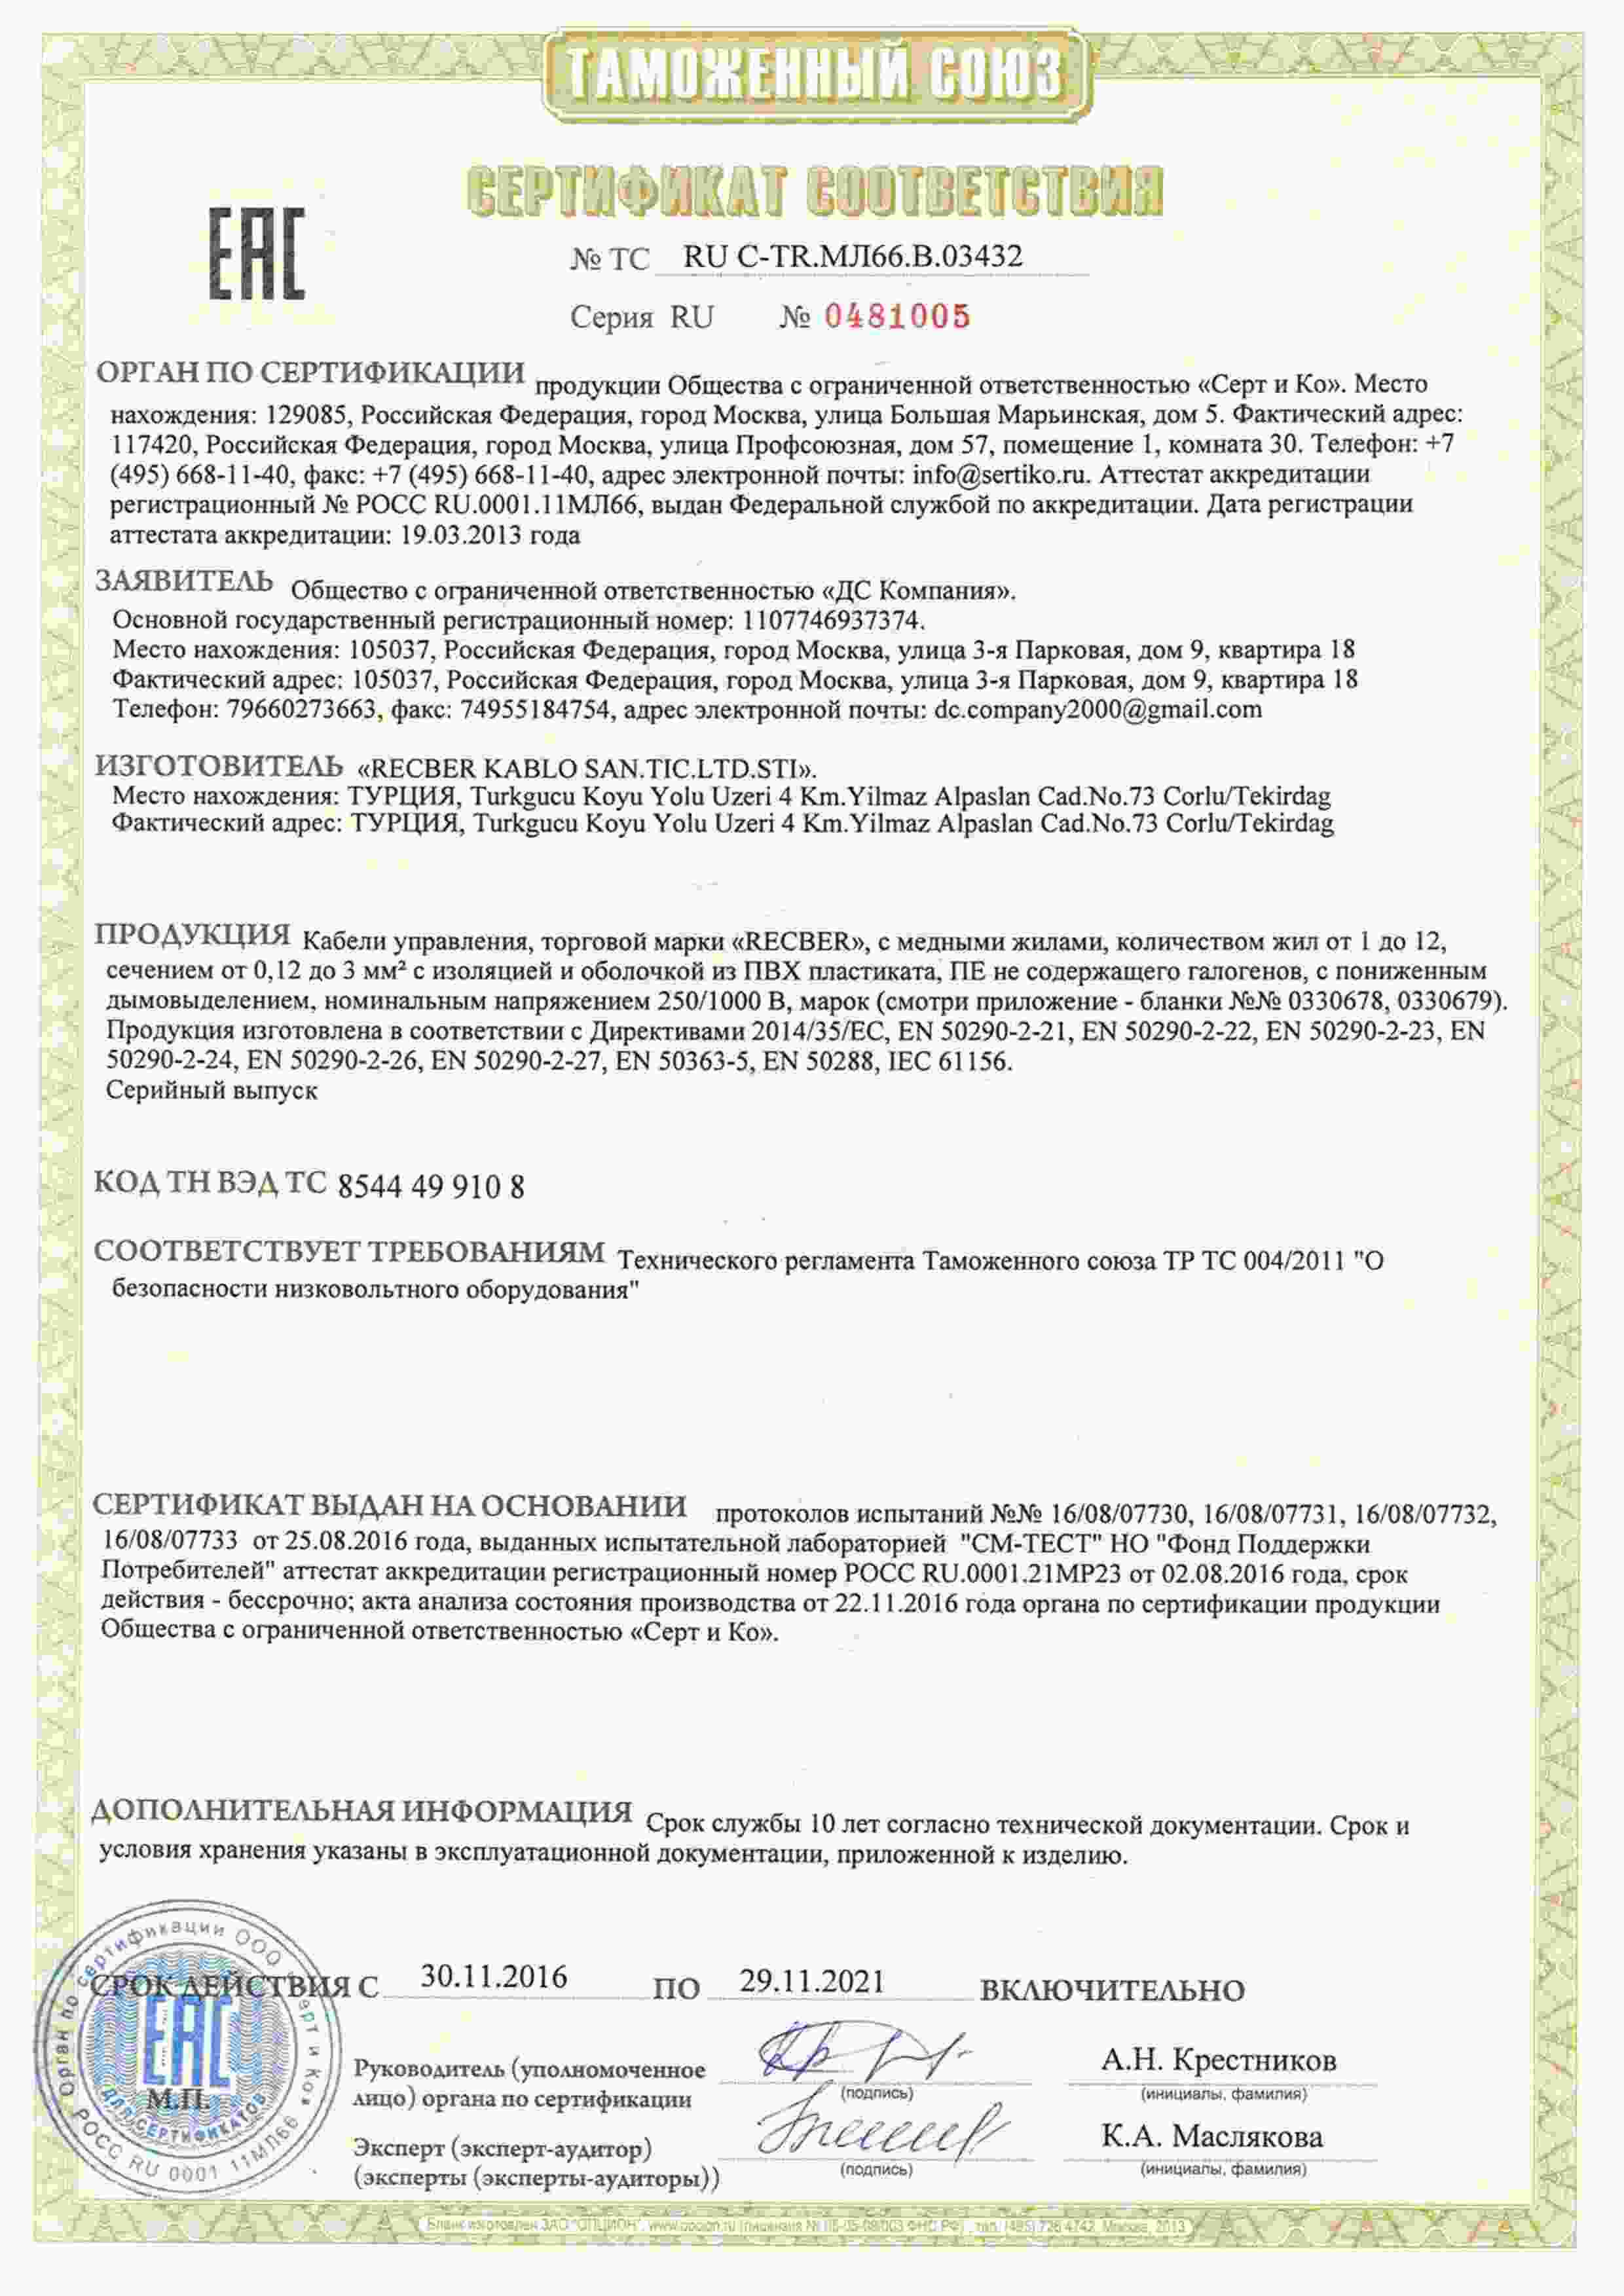 ТАМОЖЕННЫЙ СОЮЗ
СЕРТИФИКАТ СООТВЕТСТВИЯ
ЕАС
№ ТС RU C-TR.МЛ66.В.03432
Серия RU № 0481005
ОРГАН ПО СЕРТИФИКАЦИИ продукции Общества с ограниченной ответственностью «Серт и Ко». Место
нахождения: 129085, Российская Федерация, город Москва, улица Большая Марьинская, дом 5. Фактический адрес:
117420, Российская Федерация, город Москва, улица Профсоюзная, дом 57, помещение 1, комната 30. Телефон: +7
(495) 668-11-40, факс: +7 (495) 668-11-40, адрес электронной почты: info@sertiko.ru. Аттестат аккредитации
регистрационный № РОСС RU.0001.11МЛ66, выдан Федеральной службой по аккредитации. Дата регистрации
аттестата аккредитации: 19.03.2013 года
ЗАЯВИТЕЛЬ Общество с ограниченной ответственностью «ДС Компания».
Основной государственный регистрационный номер: 1107746937374.
Место нахождения: 105037, Российская Федерация, город Москва, улица 3-я Парковая, дом 9, квартира 18
Фактический адрес: 105037, Российская Федерация, город Москва, улица 3-я Парковая, дом 9, квартира 18
Телефон: 79660273663, факс: 74955184754, адрес электронной почты: dc.company2000@gmail.com
ИЗГОТОВИТЕЛЬ «RECBER KABLO SAN.TIC.LTD.STI».
Место нахождения: ТУРЦИЯ, Turkgucu Koyu Yolu Uzeri 4 Km.Yilmaz Alpaslan Cad.No.73 Corlu/Tekirdag
Фактический адрес: ТУРЦИЯ, Turkgucu Koyu Yolu Uzeri 4 Km.Yilmaz Alpaslan Cad.No.73 Corlu/Tekirdag
ПРОДУКЦИЯ Кабели управления, торговой марки «RECBER», с медными жилами, количеством жил от 1 до 12,
сечением от 0,12 до 3 мм² с изоляцией и оболочкой из ПВХ пластиката, ПЕ не содержащего галогенов, с пониженным
дымовыделением, номинальным напряжением 250/1000 В, марок (смотри приложение - бланки №№ 0330678, 0330679).
Продукция изготовлена в соответствии с Директивами 2014/35/ЕС, EN 50290-2-21, EN 50290-2-22, EN 50290-2-23, EN
50290-2-24, EN 50290-2-26, EN 50290-2-27, EN 50363-5, EN 50288, IEC 61156.
Серийный выпуск
КОД ТН ВЭД ТС 8544 49 910 8
СООТВЕТСТВУЕТ ТРЕБОВАНИЯМ Технического регламента Таможенного союза ТР ТС 004/2011 "О
безопасности низковольтного оборудования"
СЕРТИФИКАТ ВЫДАН НА ОСНОВАНИИ протоколов испытаний №№ 16/08/07730, 16/08/07731, 16/08/07732,
16/08/07733 от 25.08.2016 года, выданных испытательной лабораторией "СМ-ТЕСТ" НО "Фонд Поддержки
Потребителей" аттестат аккредитации регистрационный номер РОСС RU.0001.21МР23 от 02.08.2016 года, срок
действия - бессрочно; акта анализа состояния производства от 22.11.2016 года органа по сертификации продукции
Общества с ограниченной ответственностью «Серт и Ко».
ДОПОЛНИТЕЛЬНАЯ ИНФОРМАЦИЯ Срок службы 10 лет согласно технической документации. Срок и
условия хранения указаны в эксплуатационной документации, приложенной к изделию.
СРОК ДЕЙСТВИЯ С 30.11.2016 ПО 29.11.2021 ВКЛЮЧИТЕЛЬНО
Орган по сертификации ООО Серт и Ко
РОСС RU 0001 11МЛ66
ЕАС
М.П.
ДЛЯ СЕРТИФИКАТОВ
Руководитель (уполномоченное
лицо) органа по сертификации
(подпись)
А.Н. Крестников
(инициалы, фамилия)
Эксперт (эксперт-аудитор)
(эксперты (эксперты-аудиторы))
(подпись)
К.А. Маслякова
(инициалы, фамилия)
Бланк изготовлен ЗАО "ОПЦИОН", www.opcion.ru (лицензия № 05-05-09/003 ФНС РФ), тел. (495) 726 4742, Москва, 2013